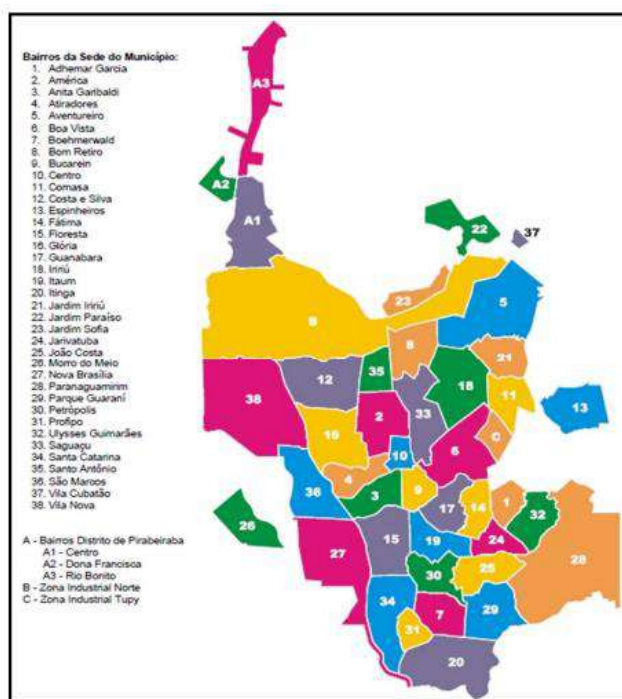 Bairros da Sede do Município:
1. Adhemar Garcia
2. América
3. Anita Garibaldi
4. Atiradores
5. Aventureiro
6. Boa Vista
7. Boehmerwald
8. Bom Retiro
9. Bucarein
10. Centro
11. Comasa
12. Costa e Silva
13. Espinheiros
14. Fátima
15. Floresta
16. Glória
17. Guanabara
18. Iririú
19. Itaum
20. Itinga
21. Jardim Iririú
22. Jardim Paraíso
23. Jardim Sofia
24. Jarivatuba
25. João Costa
26. Morro do Meio
27. Nova Brasília
28. Paranaguamirim
29. Parque Guaraní
30. Petrópolis
31. Profipo
32. Ulysses Guimarães
33. Saguaçu
34. Santa Catarina
35. Santo Antônio
36. São Marcos
37. Vila Cubatão
38. Vila Nova
A - Bairros Distrito de Pirabeiraba
A1 - Centro
A2 - Dona Francisca
A3 - Rio Bonito
B - Zona Industrial Norte
C - Zona Industrial Tupy
A3
A2
A1
22
37
23
B
5
8
21
12
35
18
38
2
33
11
13
16
10
6
C
4
36
3
9
17
14
1
32
26
27
15
19
24
28
30
25
34
7
29
31
20